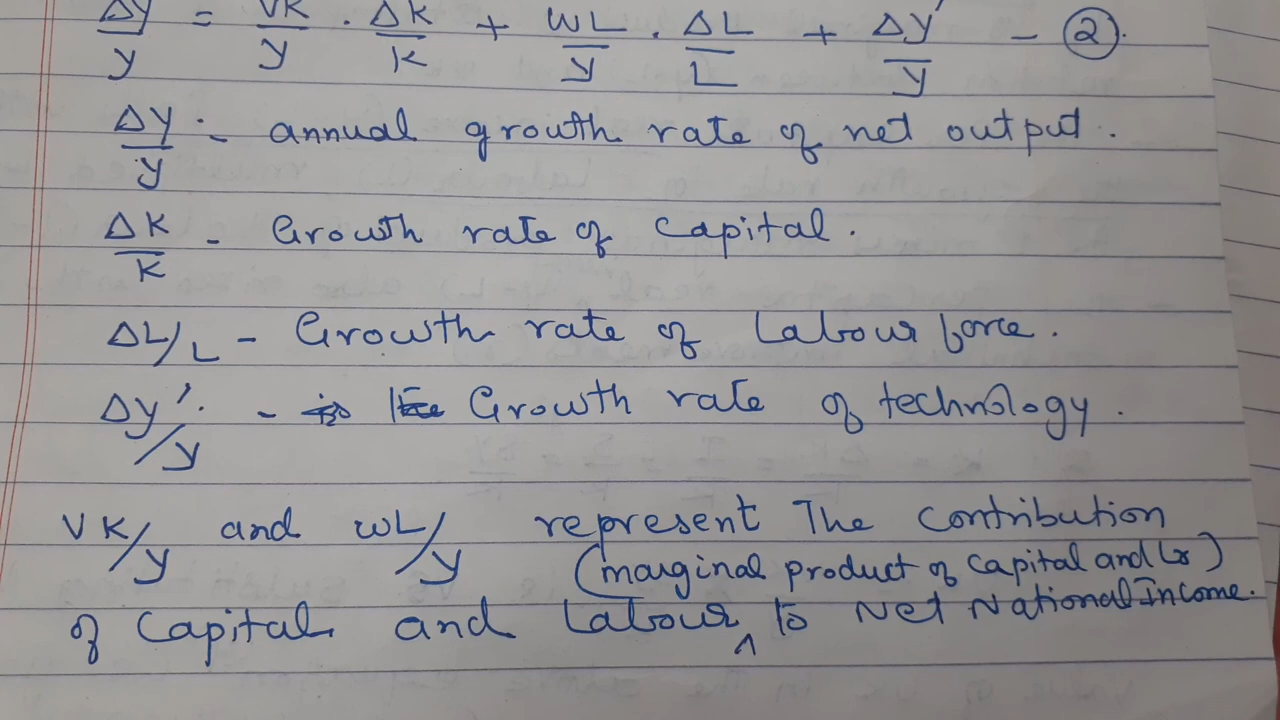 Δy/y = VK/y . ΔK/K + WL/y . ΔL/L + Δy'/y - ②.
Δy/y :- annual growth rate of net output.
ΔK/K - Growth rate of capital.
ΔL/L - Growth rate of Labour force.
Δy'/y - Growth rate of technology.
VK/y and WL/y represent The Contribution
(marginal product of capital and Lr)
of Capital and Labour ^ to Net National Income.